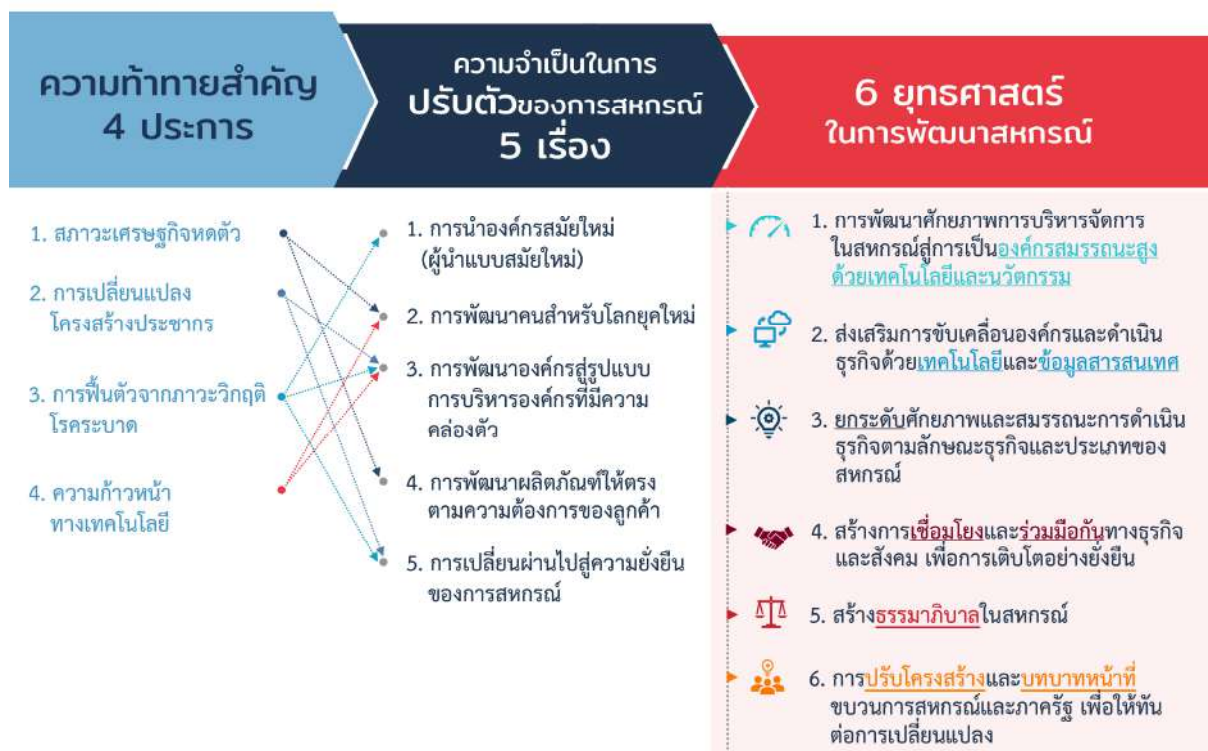 ความท้าทายสำคัญ
4 ประการ
ความจำเป็นในการ
ปรับตัวของการสหกรณ์
5 เรื่อง
6 ยุทธศาสตร์
ในการพัฒนาสหกรณ์
1. สภาวะเศรษฐกิจหดตัว
2. การเปลี่ยนแปลง
โครงสร้างประชากร
3. การฟื้นตัวจากภาวะวิกฤติ
โรคระบาด
4. ความก้าวหน้า
ทางเทคโนโลยี
1. การนำองค์กรสมัยใหม่
(ผู้นำแบบสมัยใหม่)
2. การพัฒนาคนสำหรับโลกยุคใหม่
3. การพัฒนาองค์กรสู่รูปแบบ
การบริหารองค์กรที่มีความ
คล่องตัว
4. การพัฒนาผลิตภัณฑ์ให้ตรง
ตามความต้องการของลูกค้า
5. การเปลี่ยนผ่านไปสู่ความยั่งยืน
ของการสหกรณ์
1. การพัฒนาศักยภาพการบริหารจัดการ
ในสหกรณ์สู่การเป็นองค์กรสมรรถนะสูง
ด้วยเทคโนโลยีและนวัตกรรม
2. ส่งเสริมการขับเคลื่อนองค์กรและดำเนิน
ธุรกิจด้วยเทคโนโลยีและข้อมูลสารสนเทศ
3. ยกระดับศักยภาพและสมรรถนะการดำเนิน
ธุรกิจตามลักษณะธุรกิจและประเภทของ
สหกรณ์
4. สร้างการเชื่อมโยงและร่วมมือกันทางธุรกิจ
และสังคม เพื่อการเติบโตอย่างยั่งยืน
5. สร้างธรรมาภิบาลในสหกรณ์
6. การปรับโครงสร้างและบทบาทหน้าที่
ขบวนการสหกรณ์และภาครัฐ เพื่อให้ทัน
ต่อการเปลี่ยนแปลง